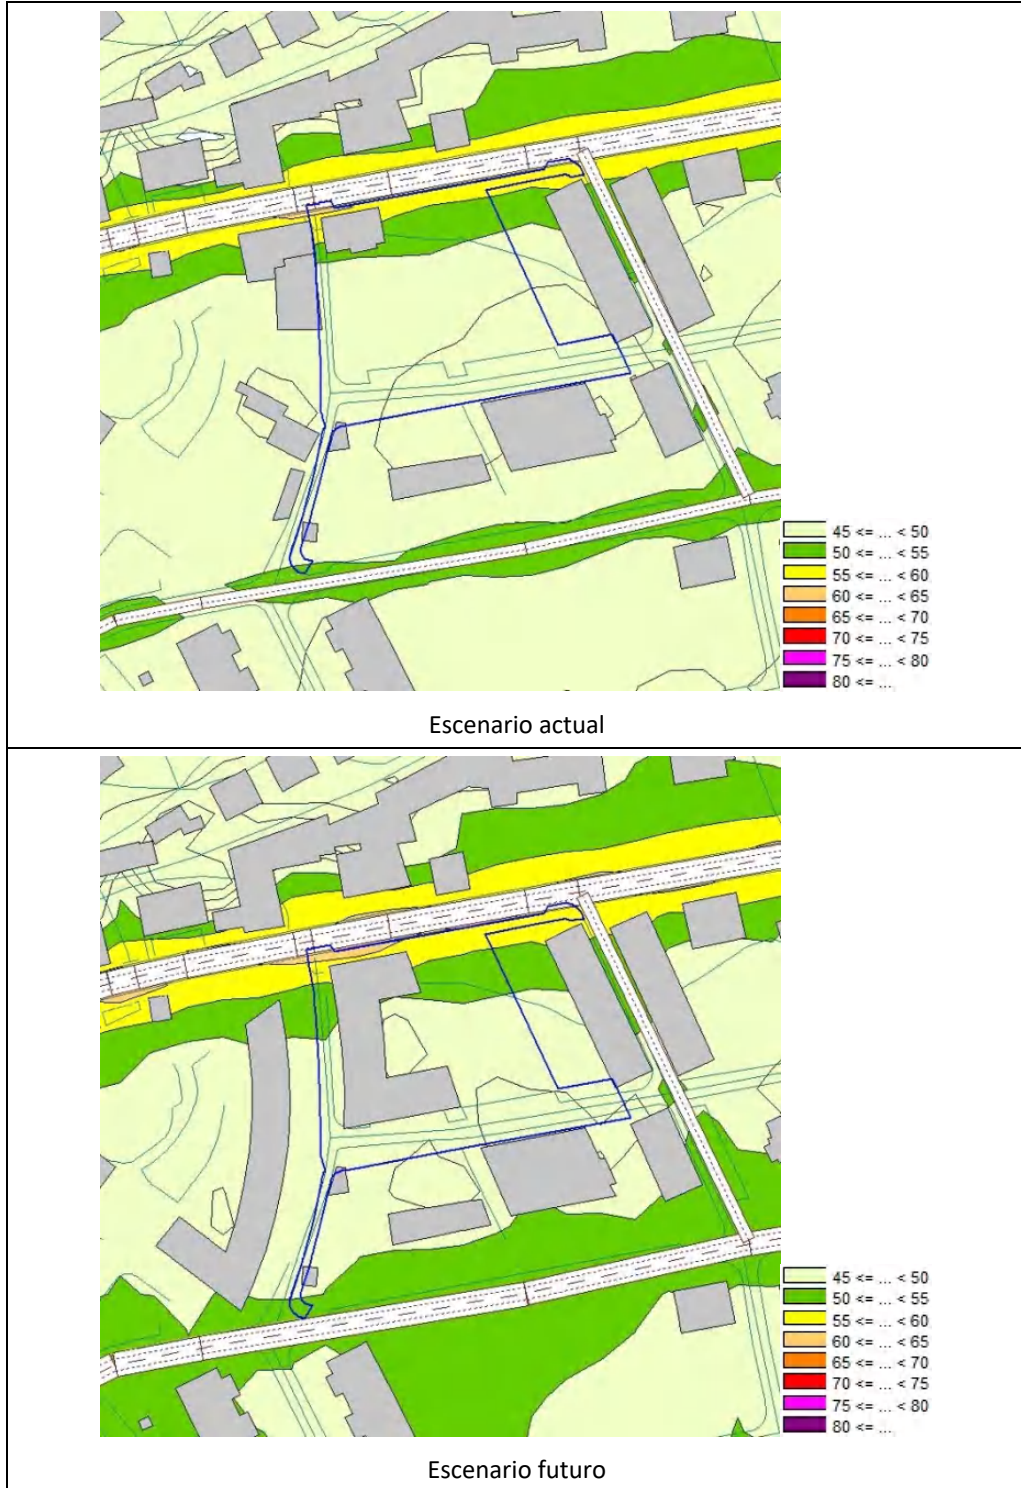 45 <= ... < 50
50 <= ... < 55
55 <= ... < 60
60 <= ... < 65
65 <= ... < 70
70 <= ... < 75
75 <= ... < 80
80 <= ...
Escenario actual
45 <= ... < 50
50 <= ... < 55
55 <= ... < 60
60 <= ... < 65
65 <= ... < 70
70 <= ... < 75
75 <= ... < 80
80 <= ...
Escenario futuro